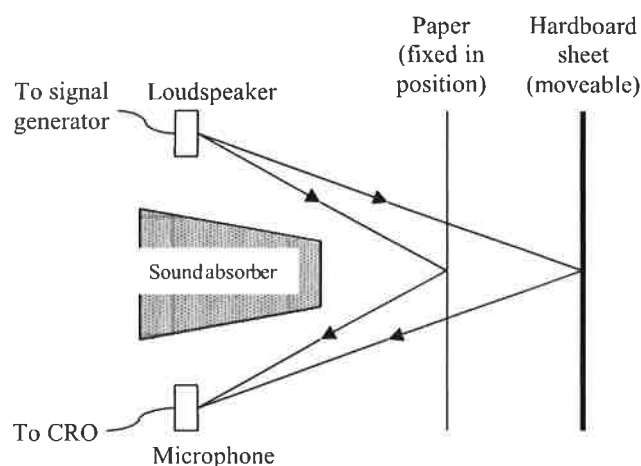 Paper
(fixed in
position)
Hardboard
sheet
(moveable)
To signal
generator
Loudspeaker
Sound absorber
To CRO
Microphone